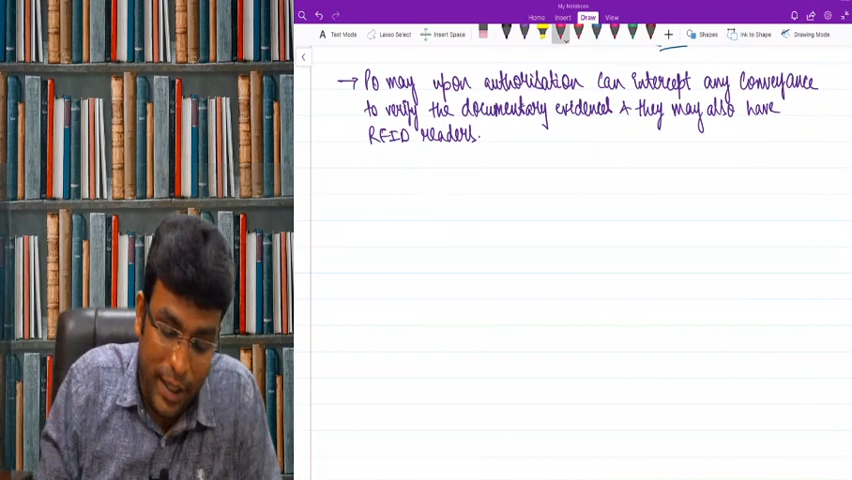 My Notebook
Home Insert Draw View
Text Mode Lasso Select Insert Space Shapes Ink to Shape Drawing Mode
→ Po may upon authorisation can intercept any conveyance
to verify the documentary evidence & they may also have
RFID readers.